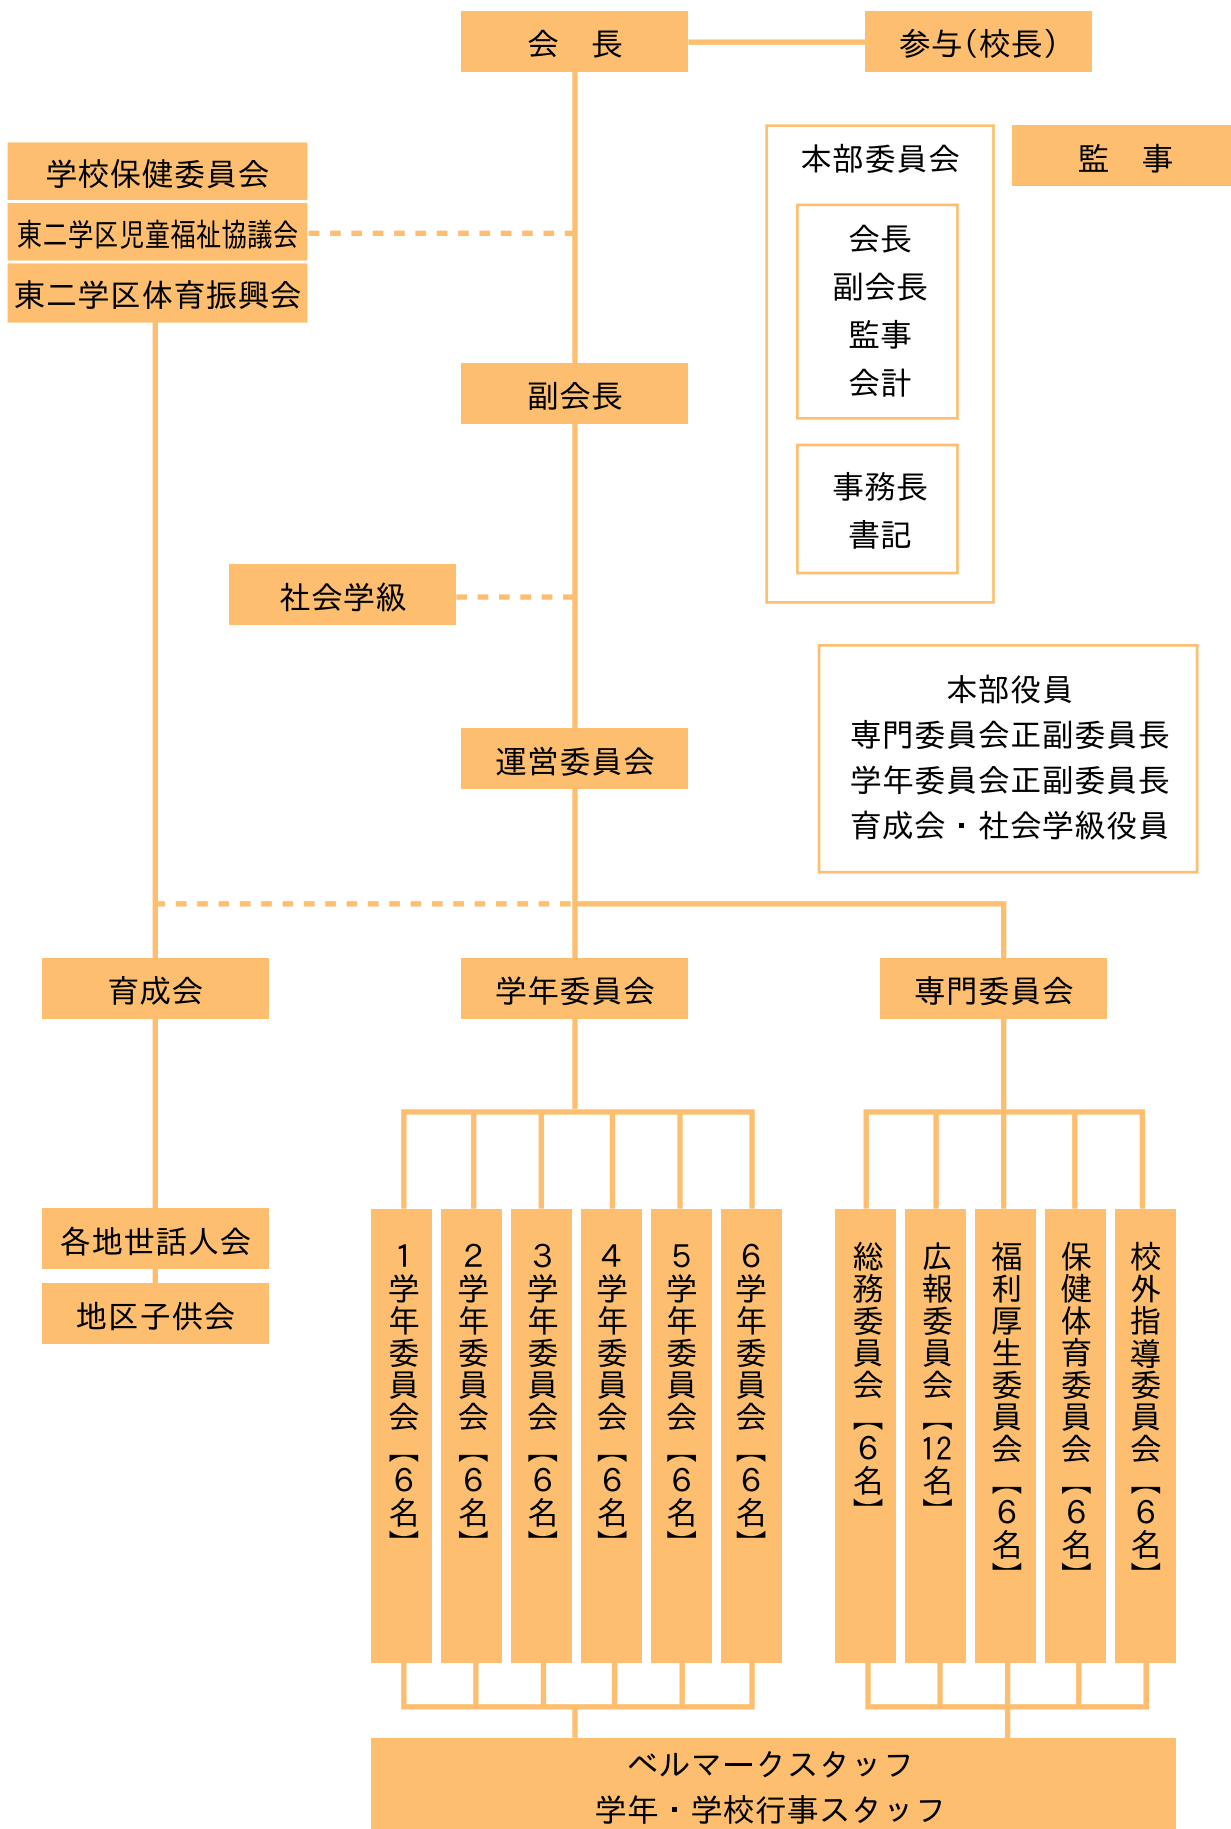 会　長
参与(校長)
本部委員会
会長
副会長
監事
会計
事務長
書記
監　事
学校保健委員会
東二学区児童福祉協議会
東二学区体育振興会
副会長
社会学級
運営委員会
本部役員
専門委員会正副委員長
学年委員会正副委員長
育成会・社会学級役員
育成会
学年委員会
専門委員会
各地世話人会
地区子供会
1学年委員会【6名】
2学年委員会【6名】
3学年委員会【6名】
4学年委員会【6名】
5学年委員会【6名】
6学年委員会【6名】
総務委員会【6名】
広報委員会【12名】
福利厚生委員会【6名】
保健体育委員会【6名】
校外指導委員会【6名】
ベルマークスタッフ
学年・学校行事スタッフ